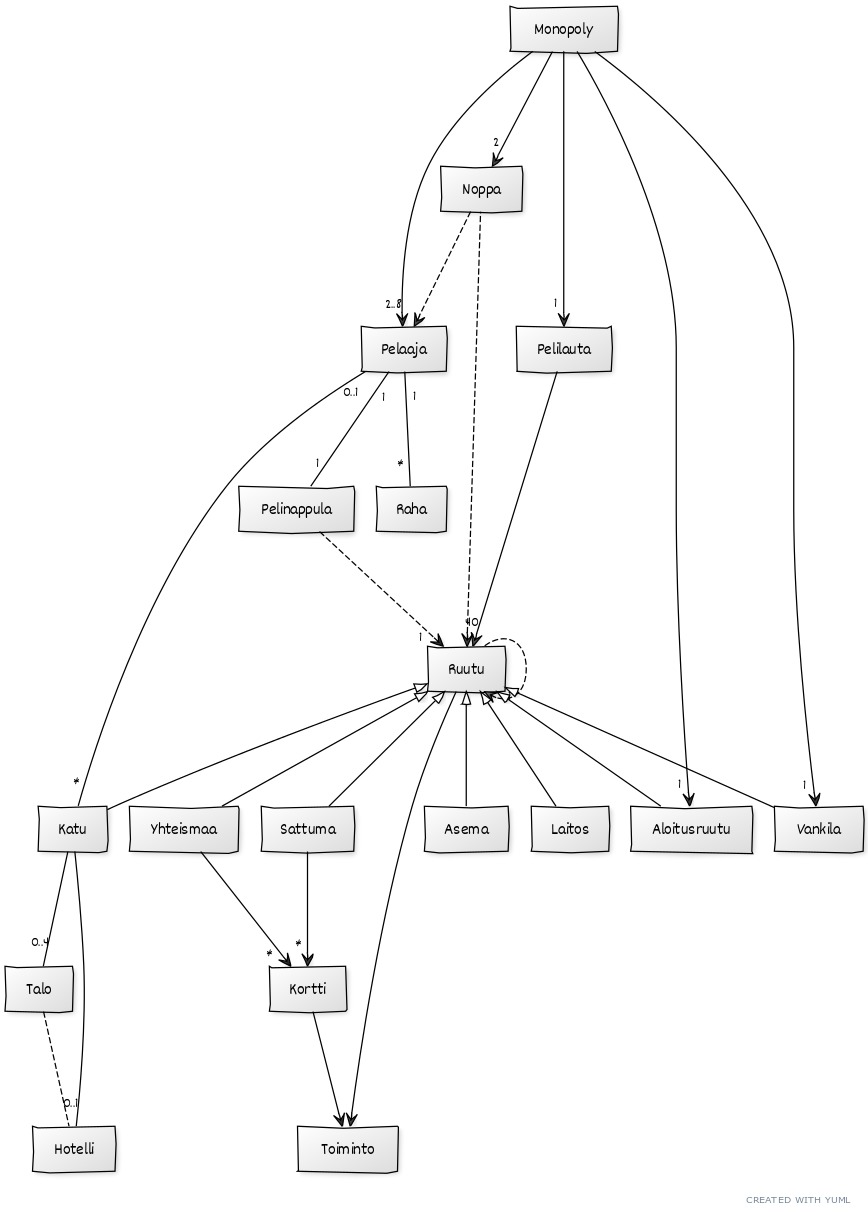 Monopoly
2
Noppa
2..8
1
Pelaaja
Pelilauta
0..1
1
1
1
*
Pelinappula
Raha
1
40
Ruutu
*
1
1
Katu
Yhteismaa
Sattuma
Asema
Laitos
Aloitusruutu
Vankila
0..4
*
*
Talo
Kortti
0..1
Hotelli
Toiminto
CREATED WITH YUML